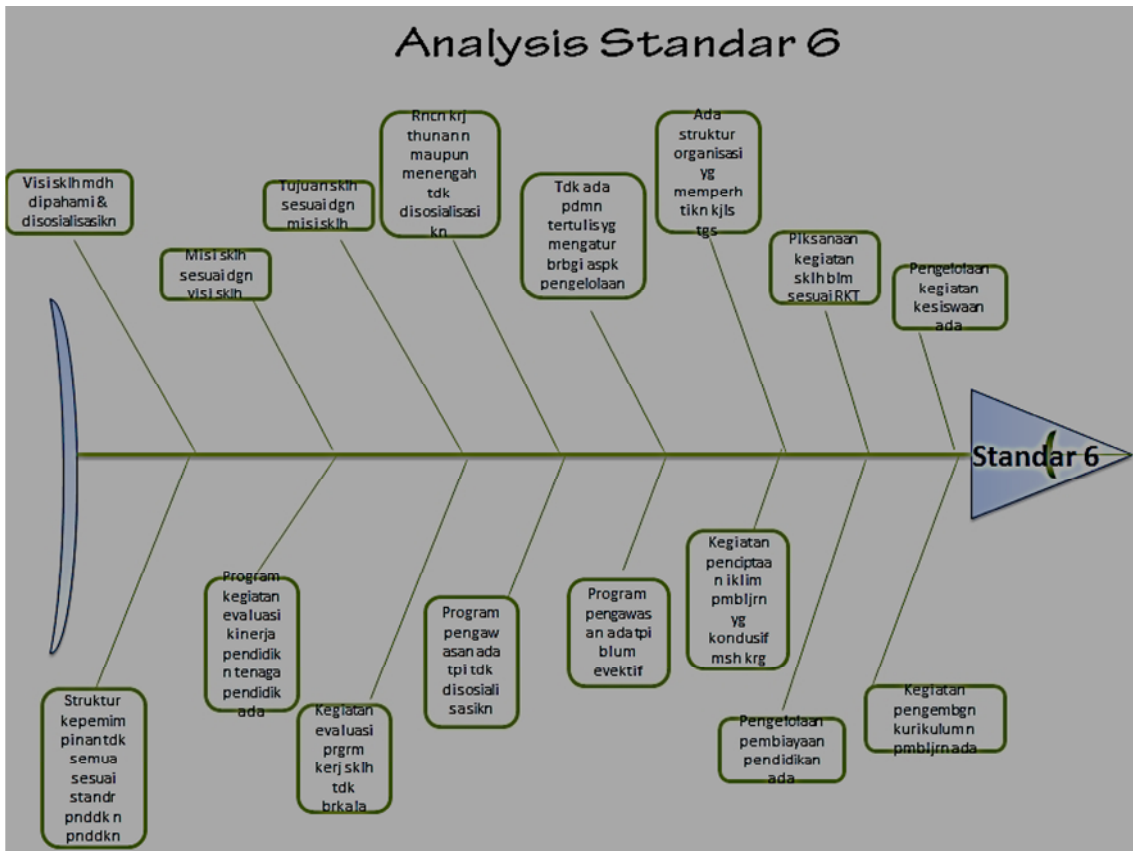 Analysis Standar 6
Visi sklh mdh
dipahami &
disosialisasikn
Misi sklh
sesuai dgn
visi sklh
Tujuan sklh
sesuai dgn
misi sklh
Rncn krj
thunan n
maupun
menengah
tdk
disosialisasi
kn
Tdk ada
pdmn
tertulis yg
mengatur
brbgi aspk
pengelolaan
Ada
struktur
organisasi
yg
memperh
tikn kjls
tgs
Plksanaan
kegiatan
sklh blm
sesuai RKT
Pengelolaan
kegiatan
kesiswaan
ada
Standar 6
Struktur
kepemim
pinan tdk
semua
sesuai
standr
pnddk n
pnddkn
Program
kegiatan
evaluasi
kinerja
pendidik
n tenaga
pendidik
ada
Kegiatan
evaluasi
prgrm
kerj sklh
tdk
brkala
Program
pengaw
asan ada
tpi tdk
disosiali
sasikn
Program
pengawas
an ada tpi
blum
evektif
Kegiatan
penciptaa
n iklim
pmbljrn
yg
kondusif
msh krg
Pengelolaan
pembiayaan
pendidikan
ada
Kegiatan
pengembgn
kurikulum n
pmbljrn ada